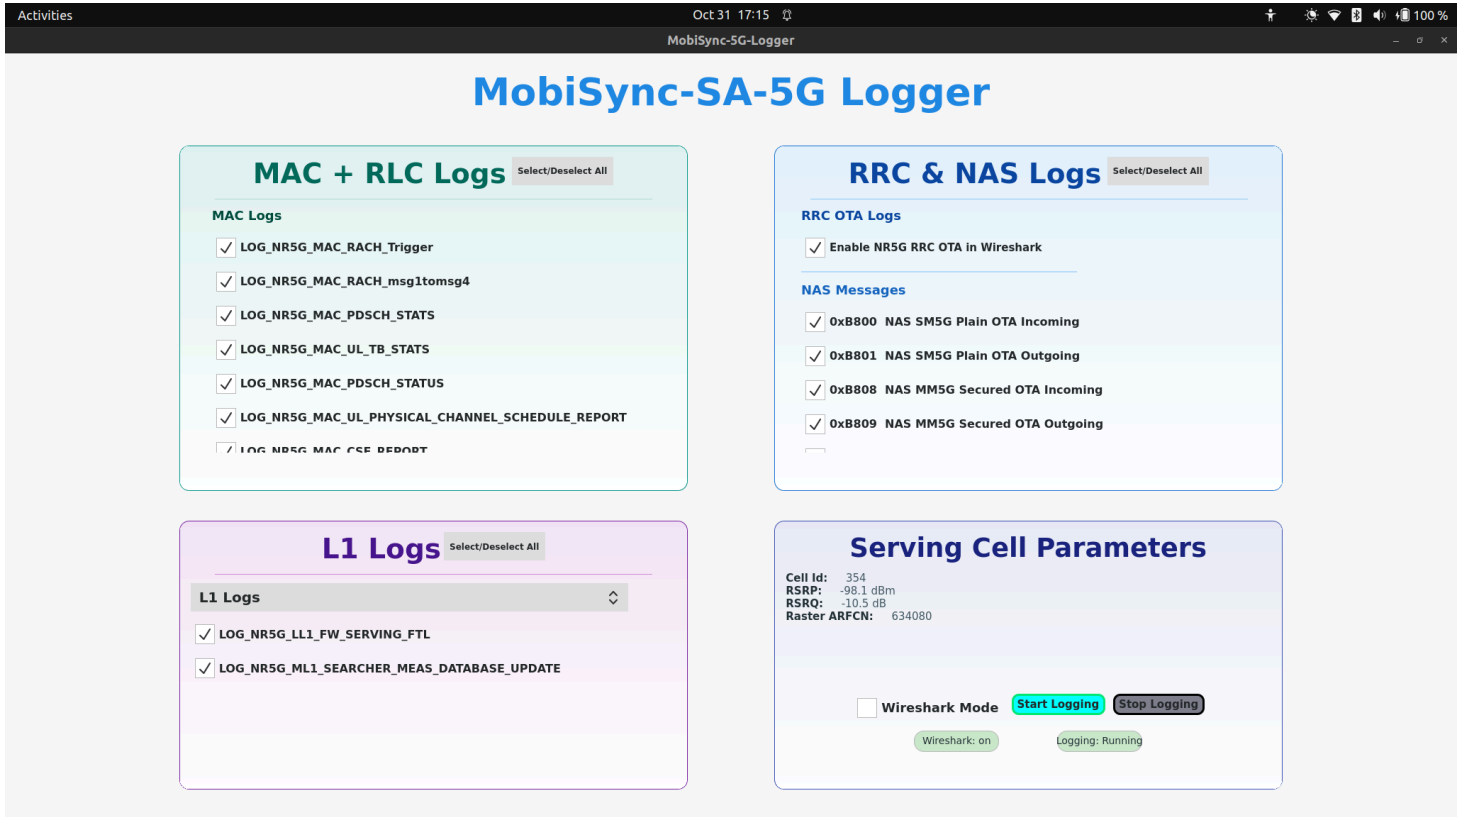 Activities
Oct 31 17:15
100 %
MobiSync-5G-Logger
MobiSync-SA-5G Logger
MAC + RLC Logs
Select/Deselect All
MAC Logs
LOG_NR5G_MAC_RACH_Trigger
LOG_NR5G_MAC_RACH_msg1tomsg4
LOG_NR5G_MAC_PDSCH_STATS
LOG_NR5G_MAC_UL_TB_STATS
LOG_NR5G_MAC_PDSCH_STATUS
LOG_NR5G_MAC_UL_PHYSICAL_CHANNEL_SCHEDULE_REPORT
LOG_NR5G_MAC_CSF_REPORT
RRC & NAS Logs
Select/Deselect All
RRC OTA Logs
Enable NR5G RRC OTA in Wireshark
NAS Messages
0xB800 NAS SM5G Plain OTA Incoming
0xB801 NAS SM5G Plain OTA Outgoing
0xB808 NAS MM5G Secured OTA Incoming
0xB809 NAS MM5G Secured OTA Outgoing
L1 Logs
Select/Deselect All
L1 Logs
LOG_NR5G_LL1_FW_SERVING_FTL
LOG_NR5G_ML1_SEARCHER_MEAS_DATABASE_UPDATE
Serving Cell Parameters
Cell Id: 354
RSRP: -98.1 dBm
RSRQ: -10.5 dB
Raster ARFCN: 634080
Wireshark Mode
Start Logging
Stop Logging
Wireshark: on
Logging: Running